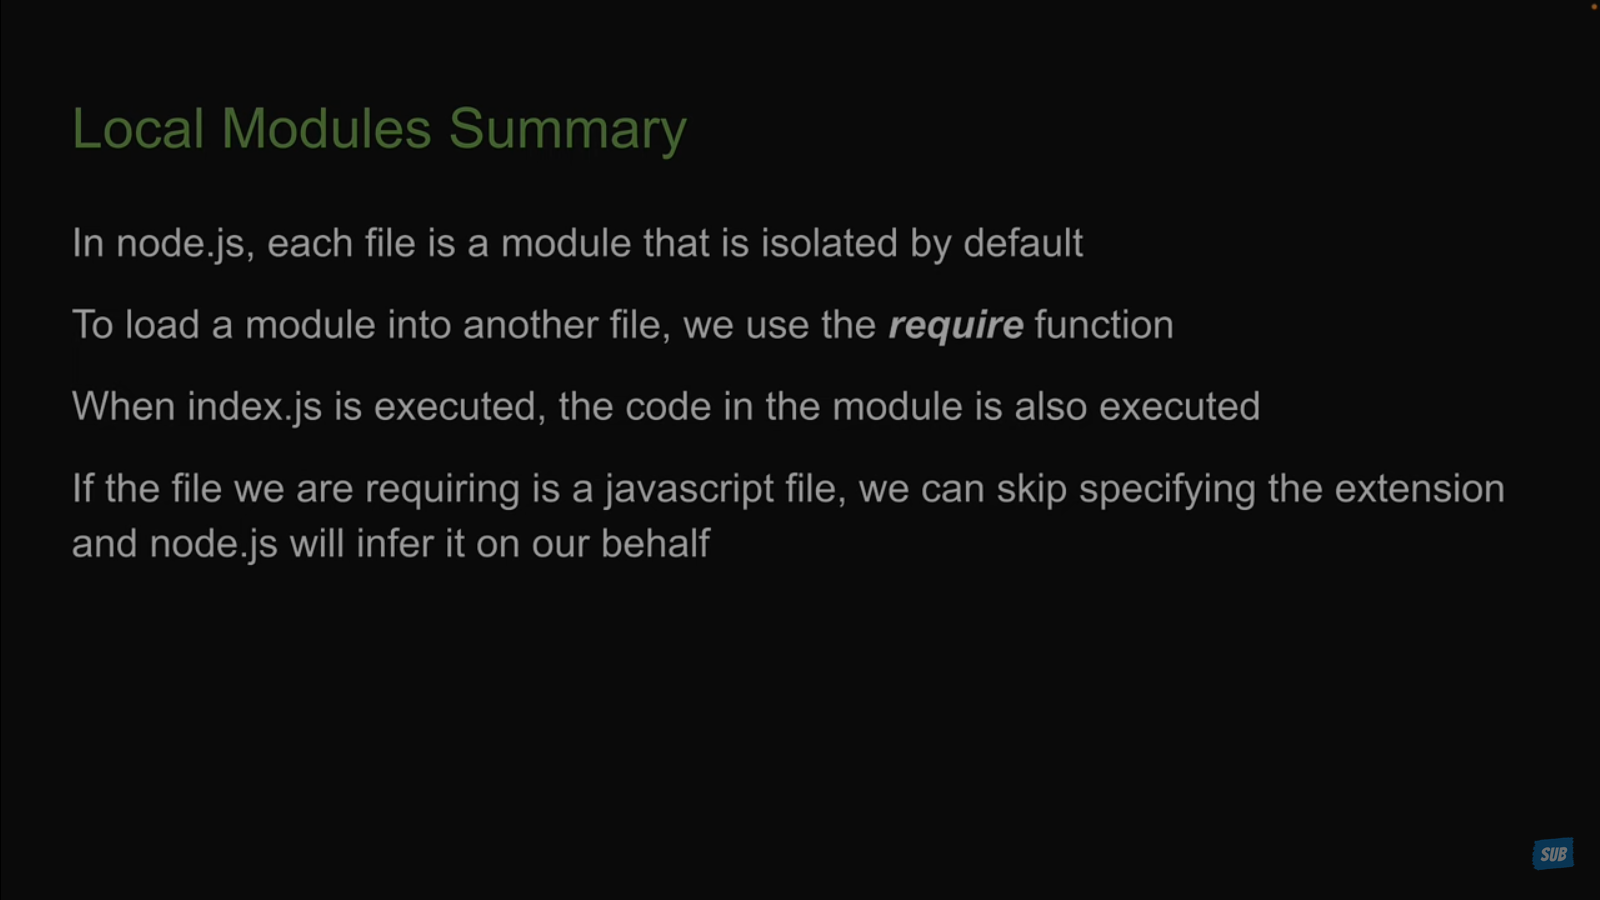 Local Modules Summary
In node.js, each file is a module that is isolated by default
To load a module into another file, we use the require function
When index.js is executed, the code in the module is also executed
If the file we are requiring is a javascript file, we can skip specifying the extension
and node.js will infer it on our behalf
SUB